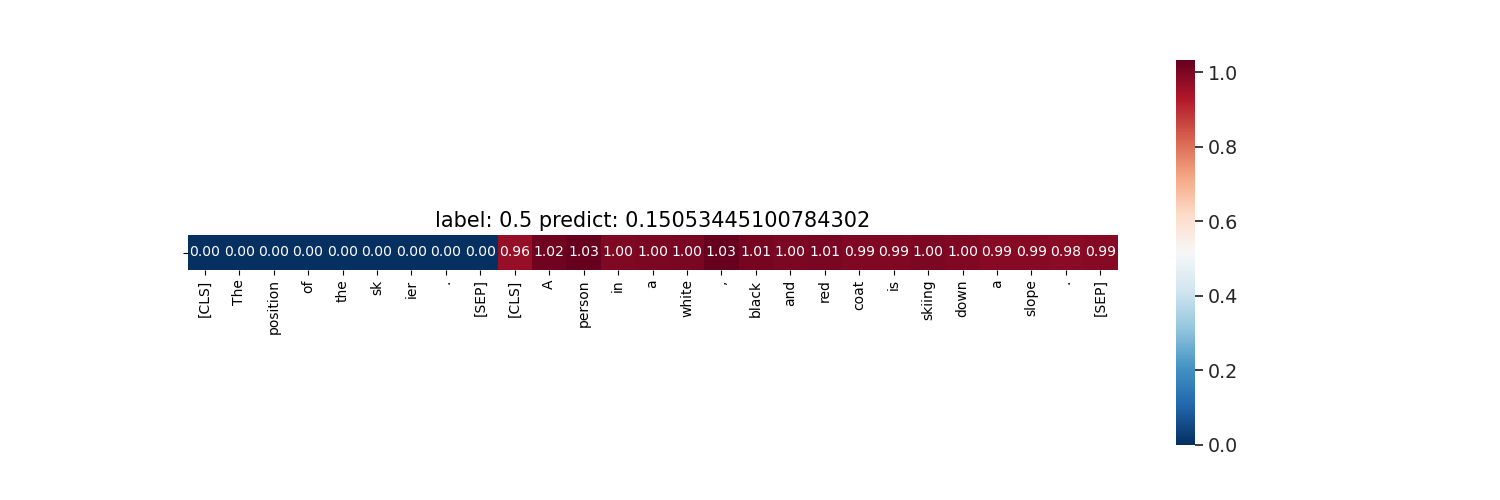 label: 0.5 predict: 0.15053445100784302
0.00 0.00 0.00 0.00 0.00 0.00 0.00 0.00 0.00 0.96 1.02 1.03 1.00 1.00 1.00 1.03 1.01 1.00 1.01 0.99 0.99 1.00 1.00 0.99 0.99 0.98 0.99
[CLS] The position of the sk ier . [SEP] [CLS] A person in a white , black and red coat is skiing down a slope . [SEP]
1.0
0.8
0.6
0.4
0.2
0.0